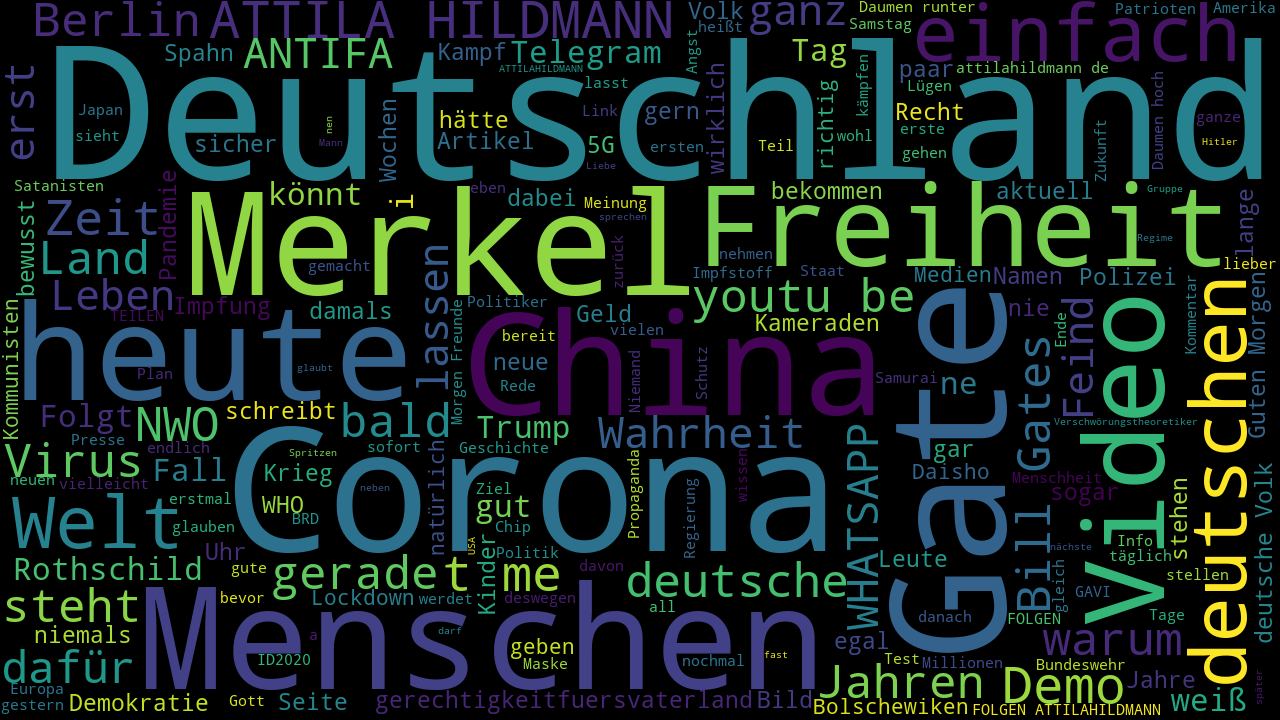 Berlin ATTILA HILDMANN Volk ganz Daumen runter Patrioten Amerika
heißt Samstag einfach
Spahn ANTIFA Kampf Telegram Angst Tag
Deutschland
ATTILAHILDMANN lasst paar attilahildmann de
erst Japan sieht sicher nen Mann Wochen hätte Artikel Link 5G Liebe gern ersten wirklich Teil richtig kämpfen wohl Lügen Recht erste gehen Zukunft Daumen hoch ganze Hitler
Satanisten Pandemie könnt i eben dabei Meinung bekommen aktuell Gruppe
bewusst Zeit Merkel sprechen Freiheit Regime lange
Land gemacht zurück nehmen Impfstoff Staat Medien Namen Polizei lieber
Leben Impfung TEILEN damals lassen Politiker Geld youtu be nie Kommentar
Kommunisten heute Plan glaubt Morgen Freunde bereit vielen Kameraden Feind Ende Guten Morgen
neue Rede China Niemand Schutz Samurai ne Gates
Folgt NWO schreibt bald Trump Wahrheit Gate Video deutschen Verschwörungstheoretiker
Presse endlich sofort Geschichte gar
Virus Fall Spritzen natürlich Propaganda wissen WHATSAPP Daisho Menschheit
neuen vielleicht Krieg Corona neben Ziel Regierung sogar deutsche Volk
Welt erstmal WHO gut stehen
glauben BRD Chip Info
Uhr USA Politik Bill täglich nächste
Rothschild gute geradet me davon Leute stellen
steht bevor Lockdown werdet Kinder deswegen deutsche gleich GAVI
all danach FOLGEN Tage
niemals Menschen a darf geben egal warum
dafür ID2020 Maske nochmal fast Test Millionen Bundeswehr
Europa Jahren Demo Jahre später
gestern Demokratie Gott Seite gerechtigkeitfuersvaterland Bild Bolschewiken FOLGEN ATTILAHILDMANN weiß